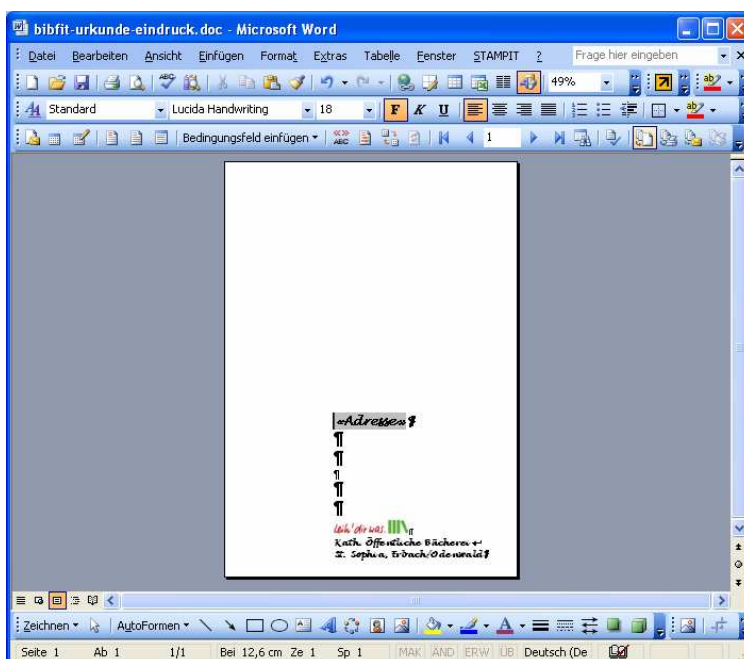 bibfit-urkunde-eindruck.doc - Microsoft Word
Datei Bearbeiten Ansicht Einfügen Format Extras Tabelle Fenster STAMPIT ? Frage hier eingeben
49%
Standard Lucida Handwriting 18 F K U
Bedingungsfeld einfügen ABC 1
«Adresse» ¶
¶
¶
¶
¶
¶
leih' dir was. ¶
Kath. Öffentliche Bücherei ↵
St. Sophia, Erbach/Odenwald ¶
Zeichnen AutoFormen
Seite 1 Ab 1 1/1 Bei 12,6 cm Ze 1 Sp 1 MAK ÄND ERW ÜB Deutsch (De